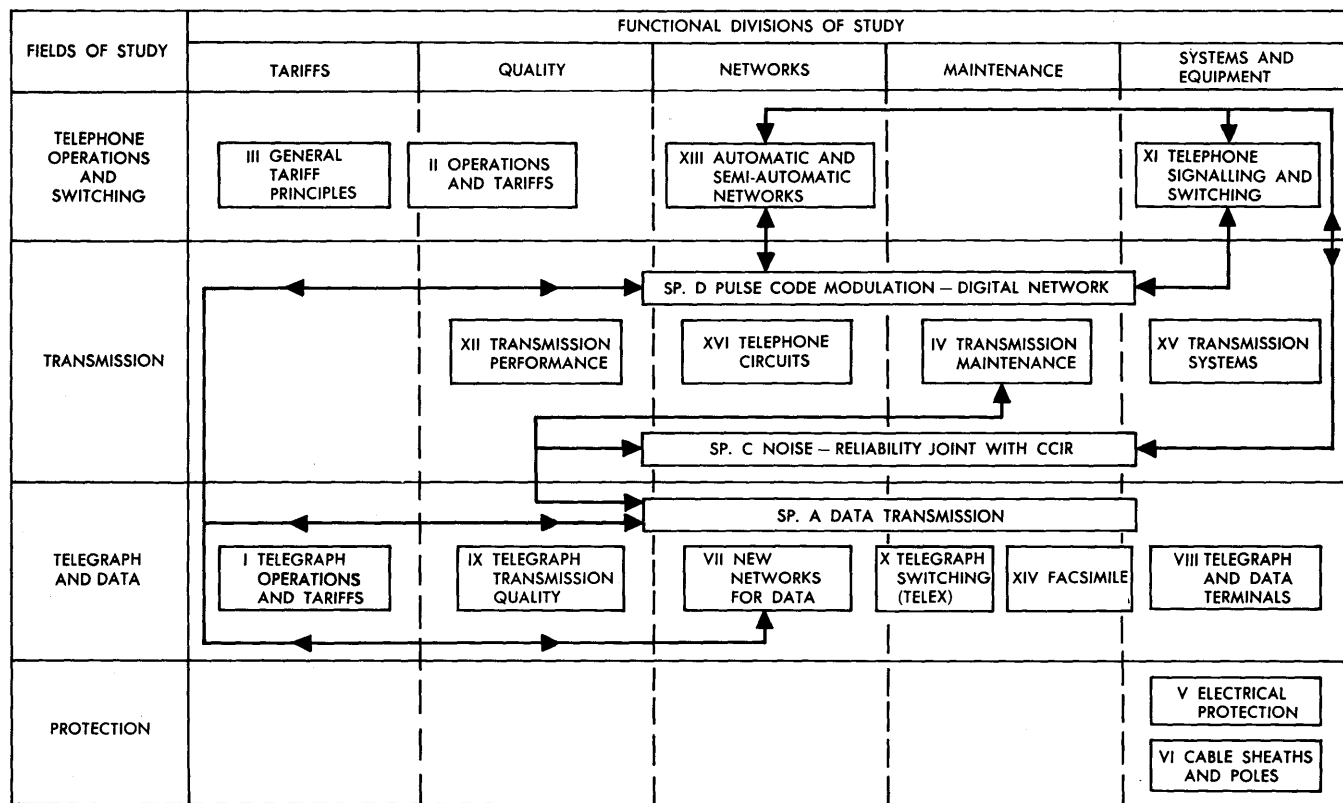 FIELDS OF STUDY
FUNCTIONAL DIVISIONS OF STUDY
TARIFFS
QUALITY
NETWORKS
MAINTENANCE
SYSTEMS AND
EQUIPMENT
TELEPHONE
OPERATIONS
AND
SWITCHING
III GENERAL
TARIFF
PRINCIPLES
II OPERATIONS
AND TARIFFS
XIII AUTOMATIC AND
SEMI-AUTOMATIC
NETWORKS
XI TELEPHONE
SIGNALLING AND
SWITCHING
TRANSMISSION
SP. D PULSE CODE MODULATION – DIGITAL NETWORK
XII TRANSMISSION
PERFORMANCE
XVI TELEPHONE
CIRCUITS
IV TRANSMISSION
MAINTENANCE
XV TRANSMISSION
SYSTEMS
SP. C NOISE – RELIABILITY JOINT WITH CCIR
TELEGRAPH
AND DATA
SP. A DATA TRANSMISSION
I TELEGRAPH
OPERATIONS
AND TARIFFS
IX TELEGRAPH
TRANSMISSION
QUALITY
VII NEW
NETWORKS
FOR DATA
X TELEGRAPH
SWITCHING
(TELEX)
XIV FACSIMILE
VIII TELEGRAPH
AND DATA
TERMINALS
PROTECTION
V ELECTRICAL
PROTECTION
VI CABLE SHEATHS
AND POLES